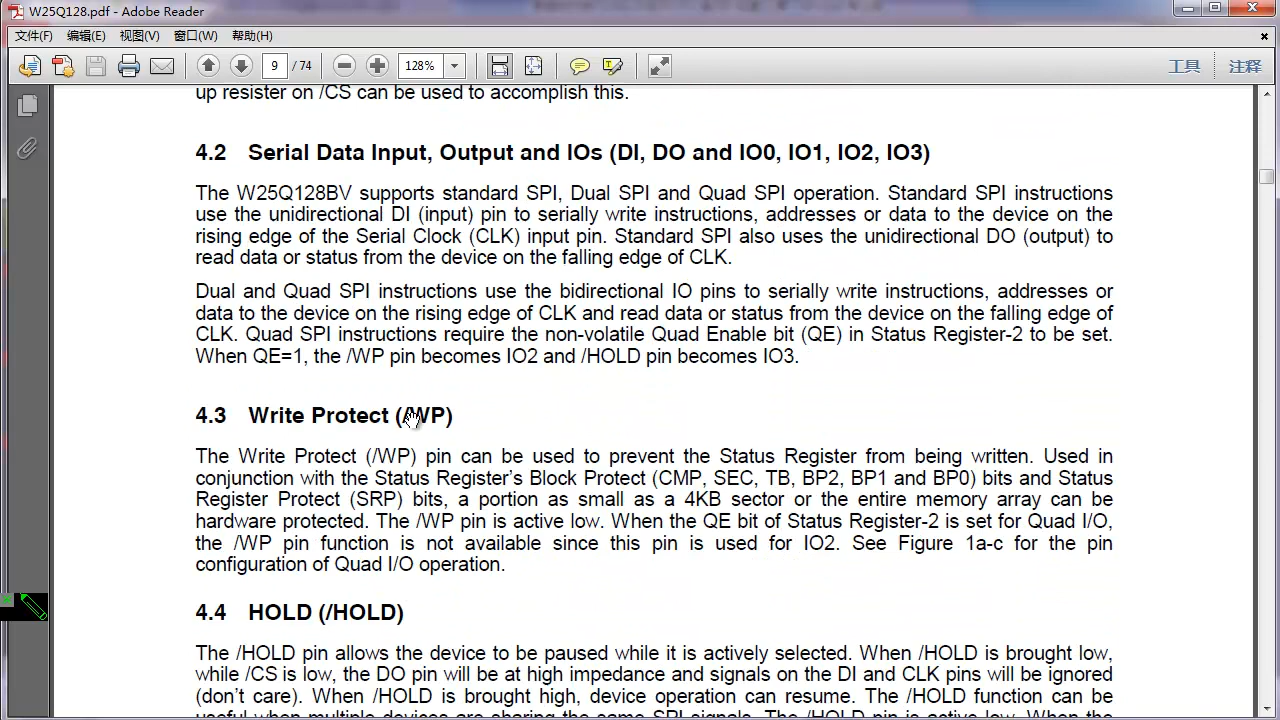 W25Q128.pdf - Adobe Reader
文件(F) 编辑(E) 视图(V) 窗口(W) 帮助(H)
9 / 74 128% 工具 注释
up resister on /CS can be used to accomplish this.
4.2 Serial Data Input, Output and IOs (DI, DO and IO0, IO1, IO2, IO3)
The W25Q128BV supports standard SPI, Dual SPI and Quad SPI operation. Standard SPI instructions
use the unidirectional DI (input) pin to serially write instructions, addresses or data to the device on the
rising edge of the Serial Clock (CLK) input pin. Standard SPI also uses the unidirectional DO (output) to
read data or status from the device on the falling edge of CLK.
Dual and Quad SPI instructions use the bidirectional IO pins to serially write instructions, addresses or
data to the device on the rising edge of CLK and read data or status from the device on the falling edge of
CLK. Quad SPI instructions require the non-volatile Quad Enable bit (QE) in Status Register-2 to be set.
When QE=1, the /WP pin becomes IO2 and /HOLD pin becomes IO3.
4.3 Write Protect (/WP)
The Write Protect (/WP) pin can be used to prevent the Status Register from being written. Used in
conjunction with the Status Register's Block Protect (CMP, SEC, TB, BP2, BP1 and BP0) bits and Status
Register Protect (SRP) bits, a portion as small as a 4KB sector or the entire memory array can be
hardware protected. The /WP pin is active low. When the QE bit of Status Register-2 is set for Quad I/O,
the /WP pin function is not available since this pin is used for IO2. See Figure 1a-c for the pin
configuration of Quad I/O operation.
4.4 HOLD (/HOLD)
The /HOLD pin allows the device to be paused while it is actively selected. When /HOLD is brought low,
while /CS is low, the DO pin will be at high impedance and signals on the DI and CLK pins will be ignored
(don't care). When /HOLD is brought high, device operation can resume. The /HOLD function can be
useful when multiple devices are sharing the same SPI signals. The /HOLD pin is active low. When the